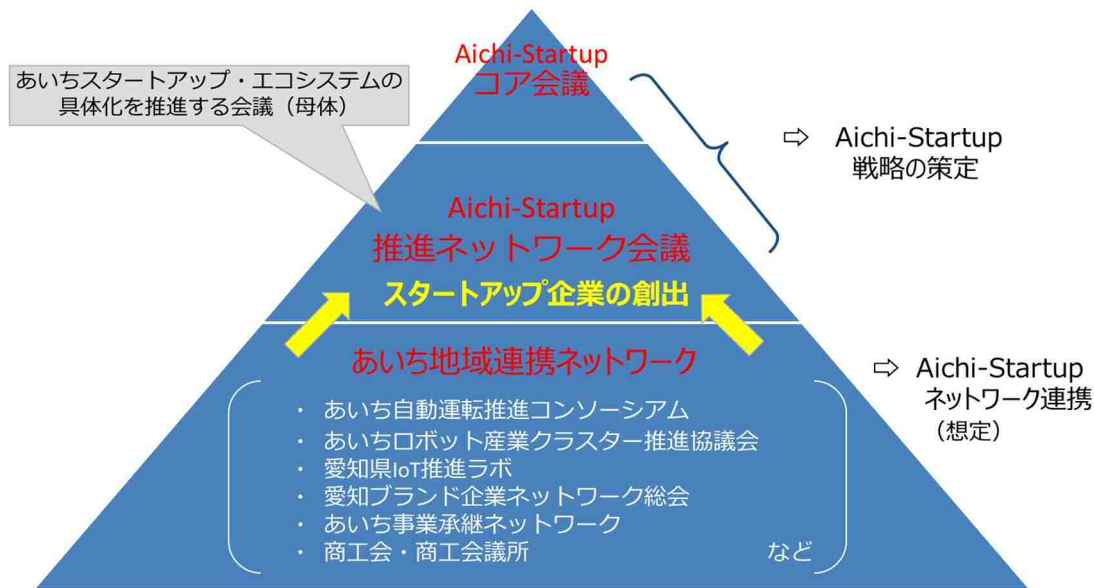 Aichi-Startup
コア会議
あいちスタートアップ・エコシステムの
具体化を推進する会議（母体）
⇨ Aichi-Startup
戦略の策定
Aichi-Startup
推進ネットワーク会議
スタートアップ企業の創出
あいち地域連携ネットワーク
⇨ Aichi-Startup
ネットワーク連携
（想定）
・ あいち自動運転推進コンソーシアム
・ あいちロボット産業クラスター推進協議会
・ 愛知県IoT推進ラボ
・ 愛知ブランド企業ネットワーク総会
・ あいち事業承継ネットワーク
・ 商工会・商工会議所 など